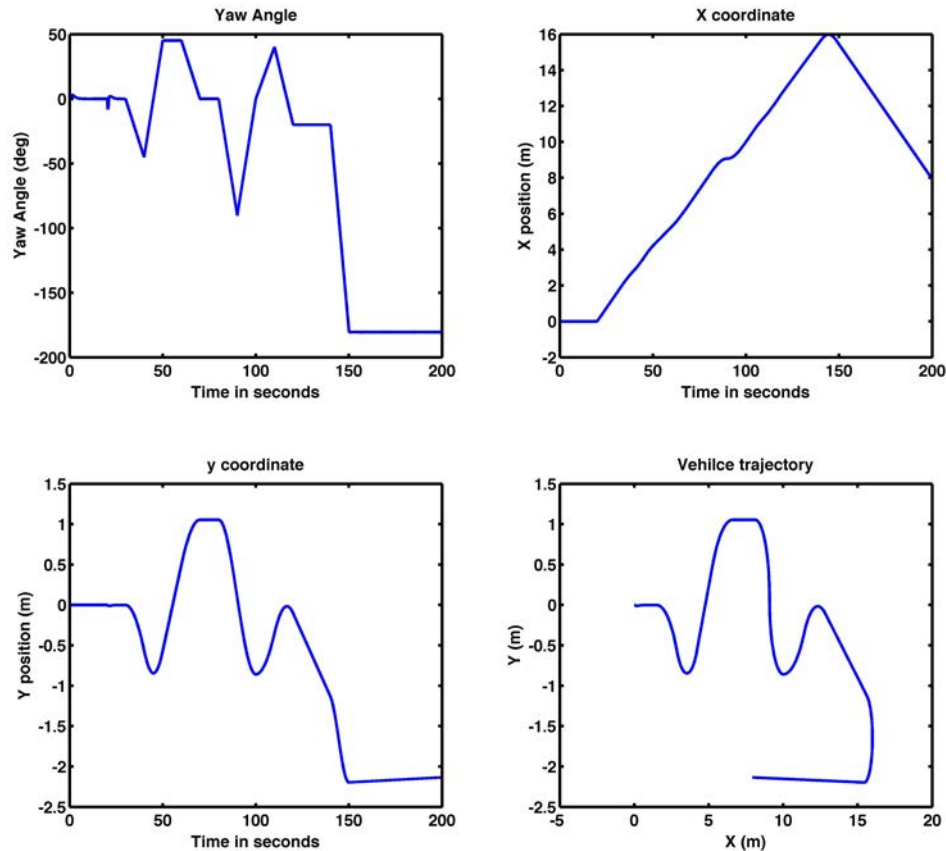 Yaw Angle
50
0
-50
-100
-150
-200
Yaw Angle (deg)
0 50 100 150 200
Time in seconds
X coordinate
16
14
12
10
8
6
4
2
0
-2
X position (m)
0 50 100 150 200
Time in seconds
y coordinate
1.5
1
0.5
0
-0.5
-1
-1.5
-2
-2.5
Y position (m)
0 50 100 150 200
Time in seconds
Vehilce trajectory
1.5
1
0.5
0
-0.5
-1
-1.5
-2
-2.5
Y (m)
-5 0 5 10 15 20
X (m)